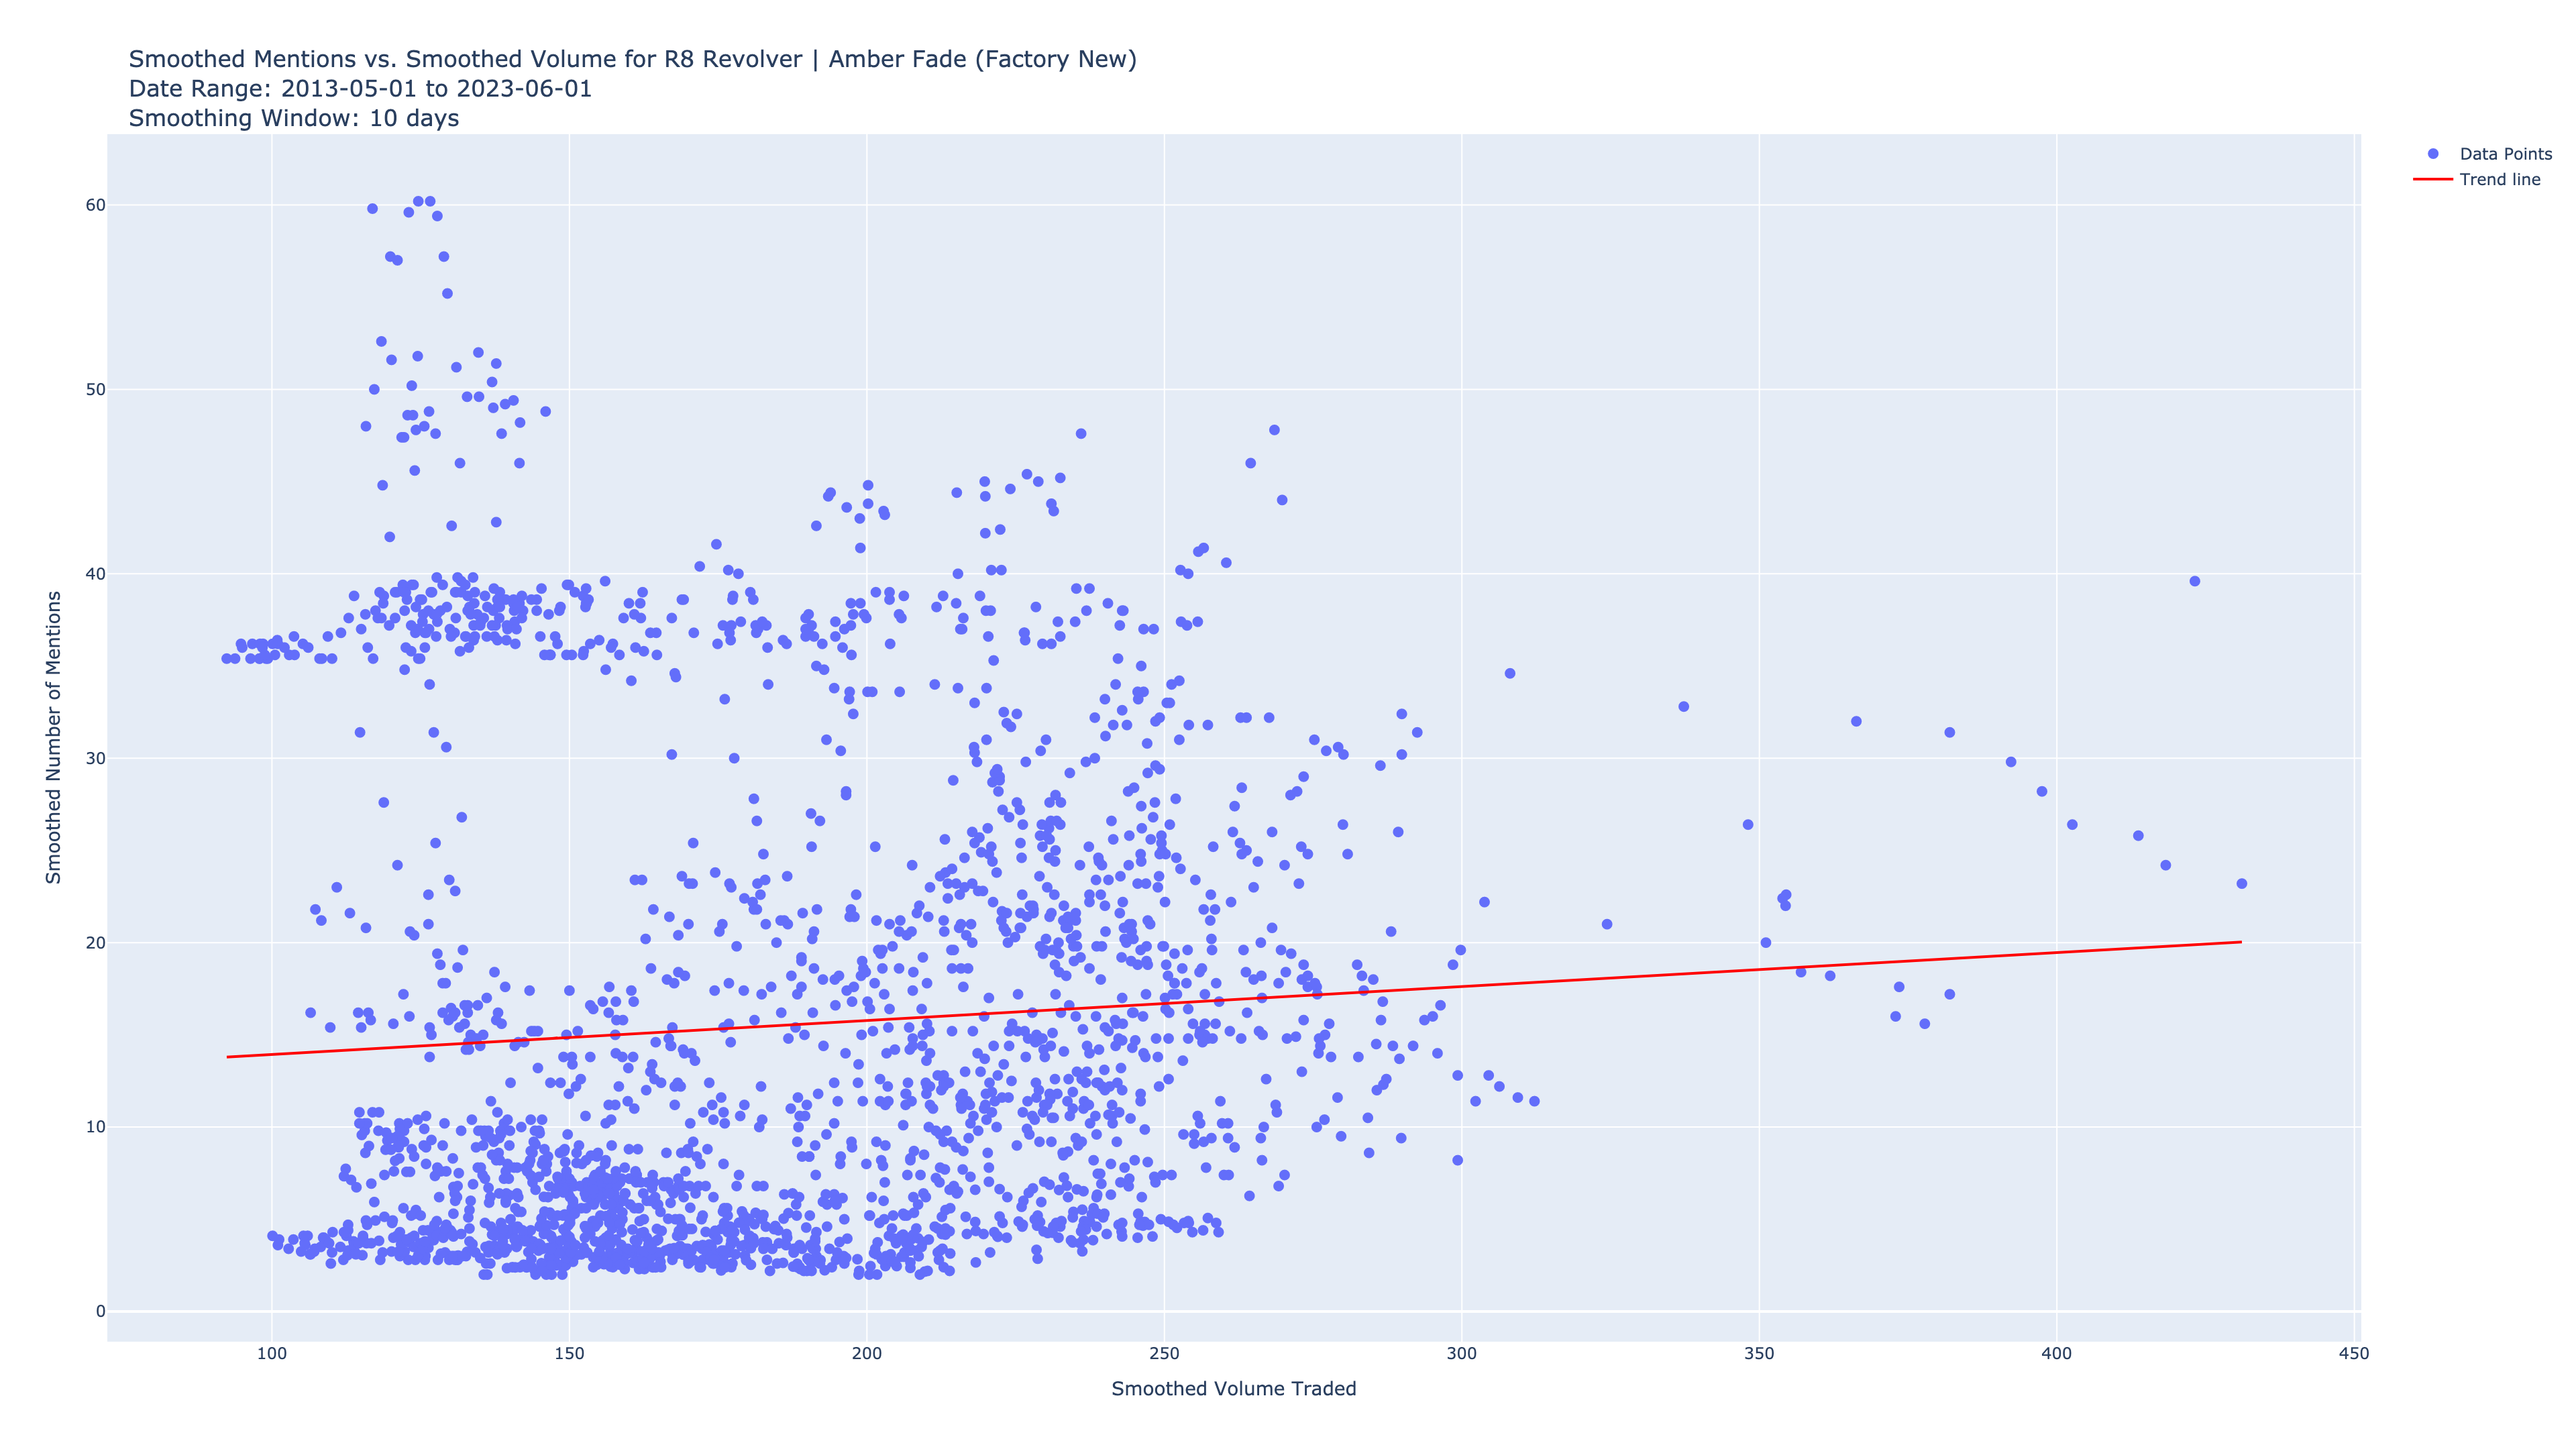 Smoothed Mentions vs. Smoothed Volume for R8 Revolver | Amber Fade (Factory New)
Date Range: 2013-05-01 to 2023-06-01
Smoothing Window: 10 days
Data Points
Trend line
Smoothed Number of Mentions
60
50
40
30
20
10
0
100
150
200
250
300
350
400
450
Smoothed Volume Traded